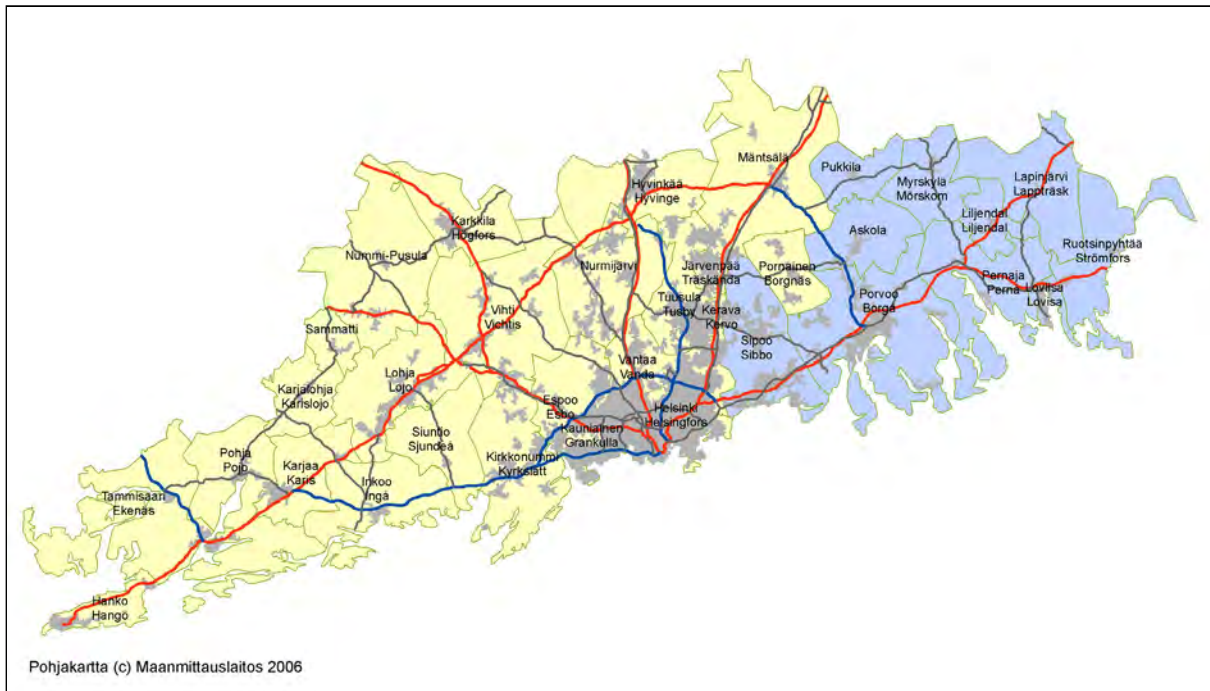 Mäntsälä
Pukkila
Myrskylä
Mörskom
Lapinjärvi
Lappträsk
Hyvinkää
Hyvinge
Liljendal
Liljendal
Karkkila
Högfors
Askola
Ruotsinpyhtää
Strömfors
Nummi-Pusula
Nurmijärvi
Järvenpää
Träskända
Pornainen
Borgnäs
Pernaja
Pernå
Loviisa
Lovisa
Tuusula
Tusby
Porvoo
Borgå
Vihti
Vichtis
Kerava
Kervo
Sammatti
Sipoo
Sibbo
Vantaa
Vanda
Lohja
Lojo
Karjalohja
Karislojo
Espoo
Esbo
Helsinki
Helsingfors
Kauniainen
Grankulla
Siuntio
Sjundeå
Pohja
Pojo
Kirkkonummi
Kyrkslätt
Karjaa
Karis
Inkoo
Ingå
Tammisaari
Ekenäs
Hanko
Hangö
Pohjakartta (c) Maanmittauslaitos 2006